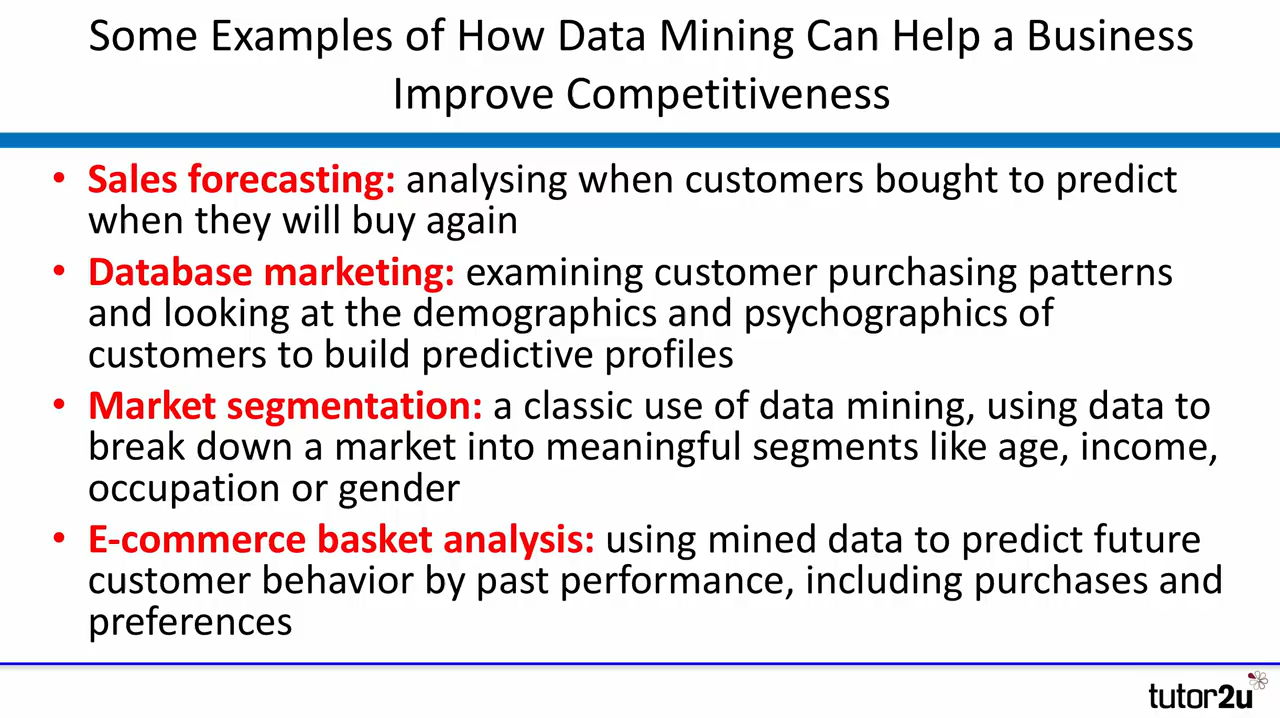 Some Examples of How Data Mining Can Help a Business
Improve Competitiveness
• Sales forecasting: analysing when customers bought to predict
when they will buy again
• Database marketing: examining customer purchasing patterns
and looking at the demographics and psychographics of
customers to build predictive profiles
• Market segmentation: a classic use of data mining, using data to
break down a market into meaningful segments like age, income,
occupation or gender
• E-commerce basket analysis: using mined data to predict future
customer behavior by past performance, including purchases and
preferences
tutor2u